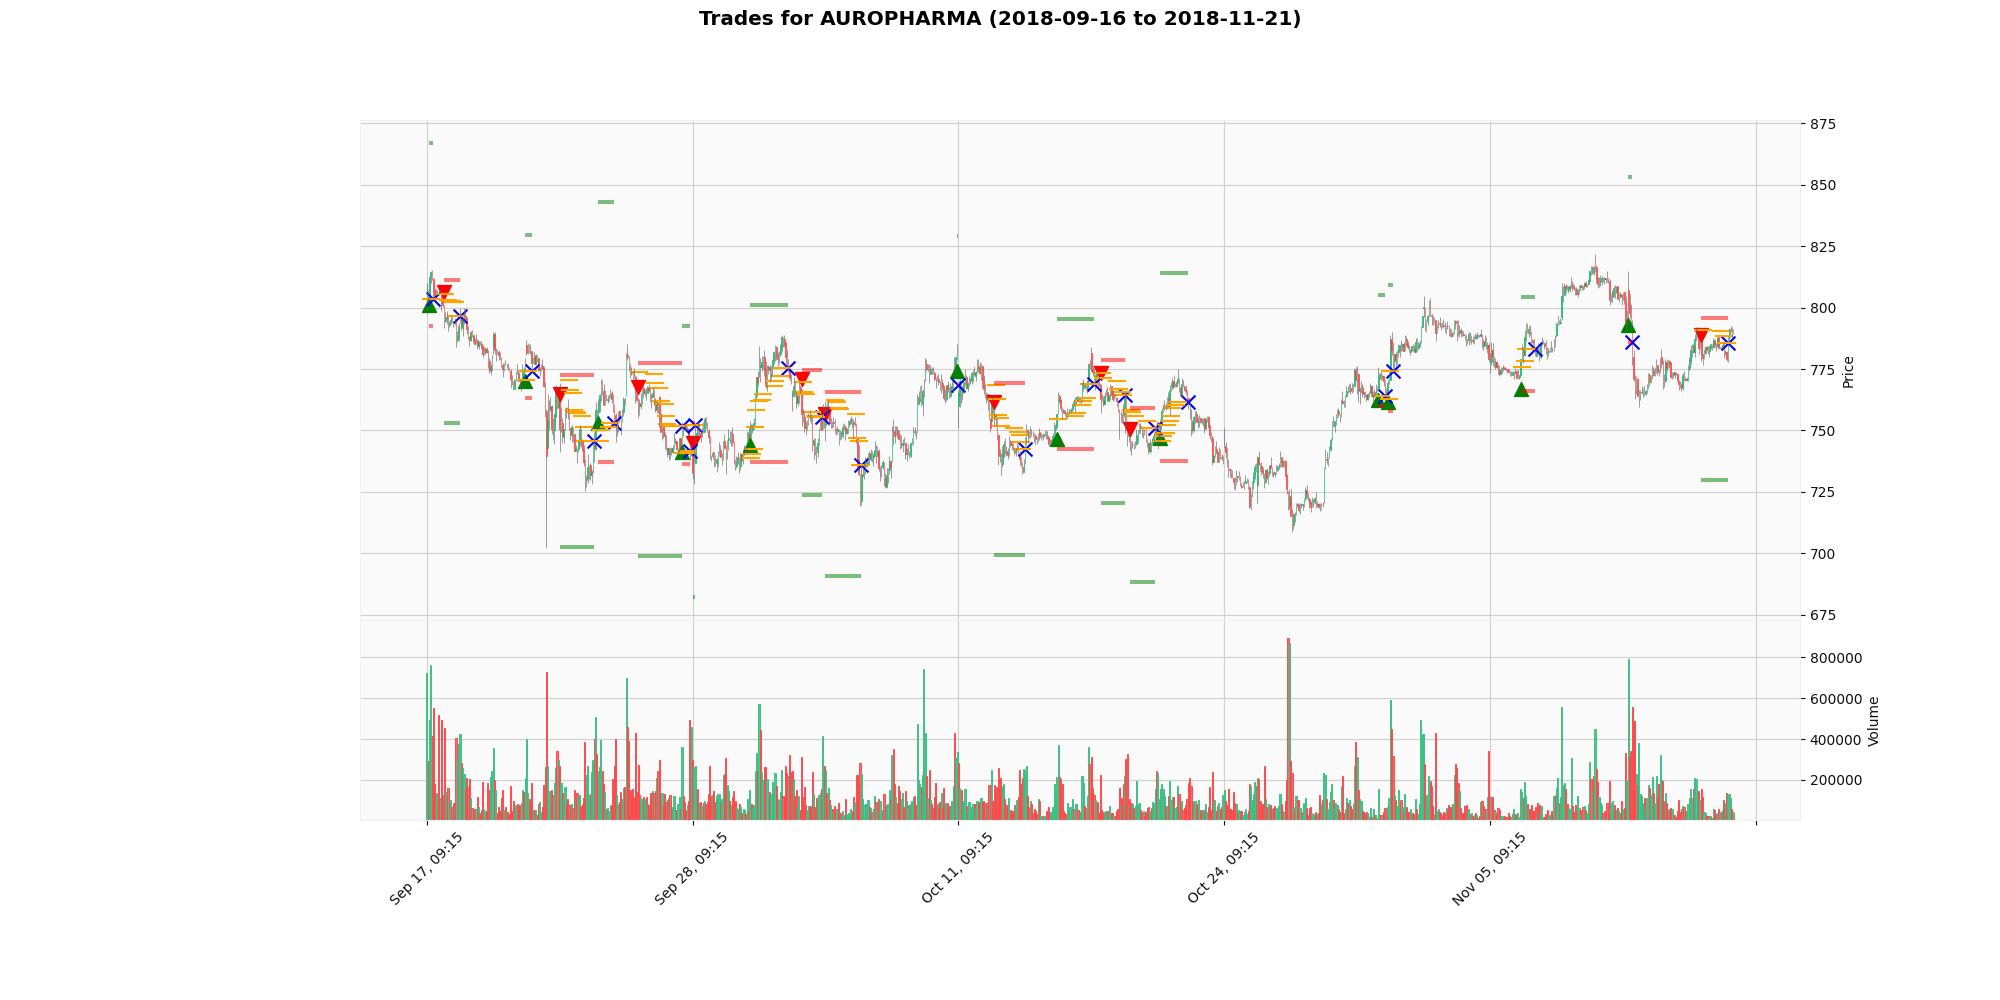 Trades for AUROPHARMA (2018-09-16 to 2018-11-21)
875
850
825
800
775
750
725
700
675
Price
800000
600000
400000
200000
Volume
Sep 17, 09:15
Sep 28, 09:15
Oct 11, 09:15
Oct 24, 09:15
Nov 05, 09:15